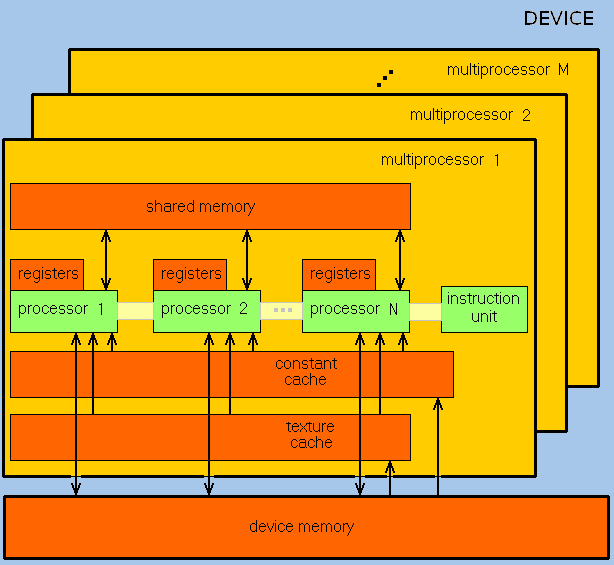 DEVICE
multiprocessor M
multiprocessor 2
multiprocessor 1
shared memory
registers
registers
registers
processor 1
processor 2
processor N
instruction
unit
constant
cache
texture
cache
device memory